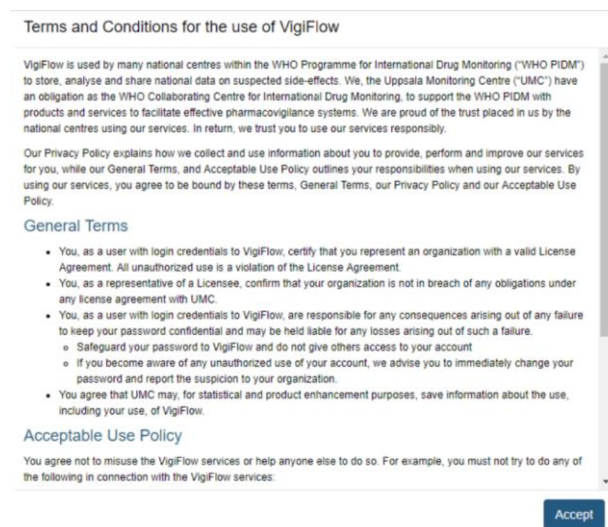 Terms and Conditions for the use of VigiFlow
VigiFlow is used by many national centres within the WHO Programme for International Drug Monitoring ("WHO PIDM")
to store, analyse and share national data on suspected side-effects. We, the Uppsala Monitoring Centre ("UMC") have
an obligation as the WHO Collaborating Centre for International Drug Monitoring, to support the WHO PIDM with
products and services to facilitate effective pharmacovigilance systems. We are proud of the trust placed in us by the
national centres using our services. In return, we trust you to use our services responsibly.
Our Privacy Policy explains how we collect and use information about you to provide, perform and improve our services
for you, while our General Terms, and Acceptable Use Policy outlines your responsibilities when using our services. By
using our services, you agree to be bound by these terms, General Terms, our Privacy Policy and our Acceptable Use
Policy.
General Terms
• You, as a user with login credentials to VigiFlow, certify that you represent an organization with a valid License
Agreement. All unauthorized use is a violation of the License Agreement.
• You, as a representative of a Licensee, confirm that your organization is not in breach of any obligations under
any license agreement with UMC.
• You, as a user with login credentials to VigiFlow, are responsible for any consequences arising out of any failure
to keep your password confidential and may be held liable for any losses arising out of such a failure.
o Safeguard your password to VigiFlow and do not give others access to your account
o If you become aware of any unauthorized use of your account, we advise you to immediately change your
password and report the suspicion to your organization.
• You agree that UMC may, for statistical and product enhancement purposes, save information about the use,
including your use, of VigiFlow.
Acceptable Use Policy
You agree not to misuse the VigiFlow services or help anyone else to do so. For example, you must not try to do any of
the following in connection with the VigiFlow services:
Accept